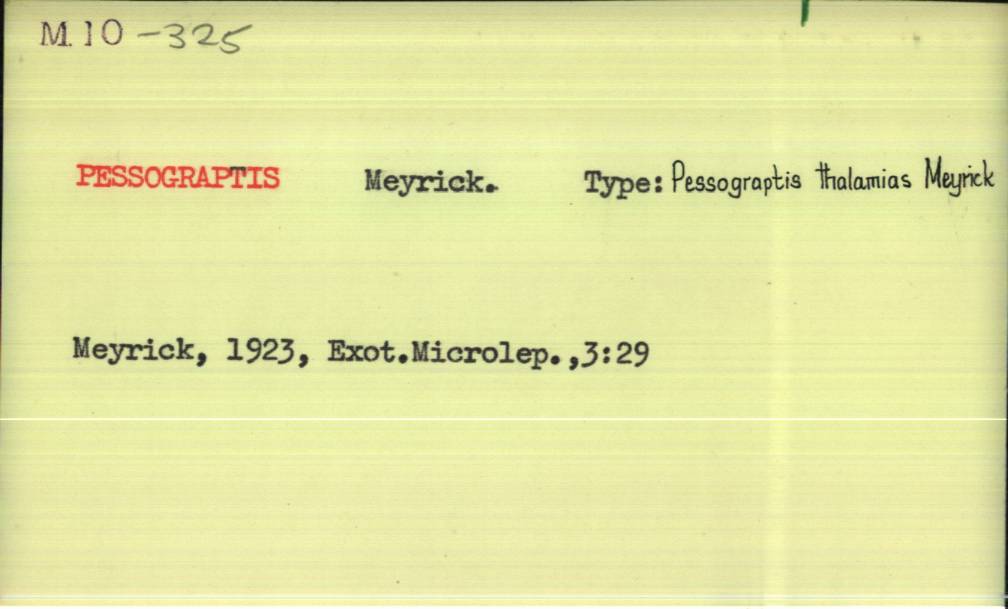 M.10 -325
PESSOGRAPTIS Meyrick. Type: Pessograptis thalamias Meyrick
Meyrick, 1923, Exot.Microlep.,3:29